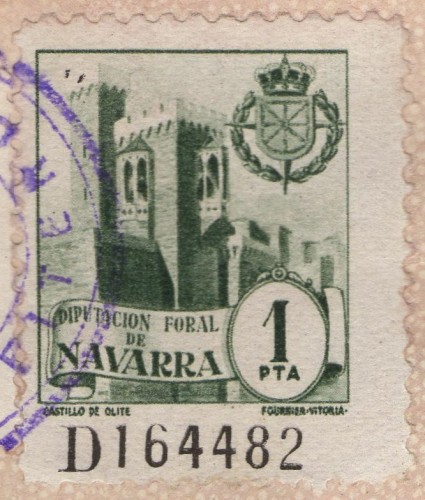 DIPUTACION FORAL
DE
NAVARRA
1
PTA
CASTILLO DE OLITE
FOURNIER-VITORIA-
D164482